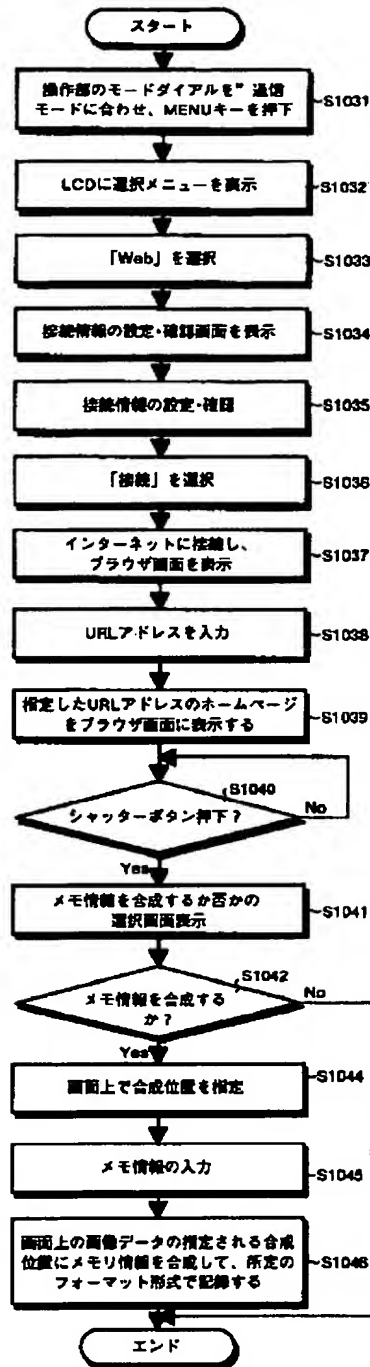 スタート
操作部のモードダイアルを" 通信
モードに合わせ、MENUキーを押下
S1031
LCDに選択メニューを表示
S1032
「Web」を選択
S1033
接続情報の設定・確認画面を表示
S1034
接続情報の設定・確認
S1035
「接続」を選択
S1036
インターネットに接続し、
ブラウザ画面を表示
S1037
URLアドレスを入力
S1038
指定したURLアドレスのホームページ
をブラウザ画面に表示する
S1039
S1040
シャッターボタン押下?
No
Yes
メモ情報を合成するか否かの
選択画面表示
S1041
S1042
メモ情報を合成する
か?
No
Yes
画面上で合成位置を指定
S1044
メモ情報の入力
S1045
画面上の画像データの指定される合成
位置にメモリ情報を合成して、所定の
フォーマット形式で記録する
S1046
エンド